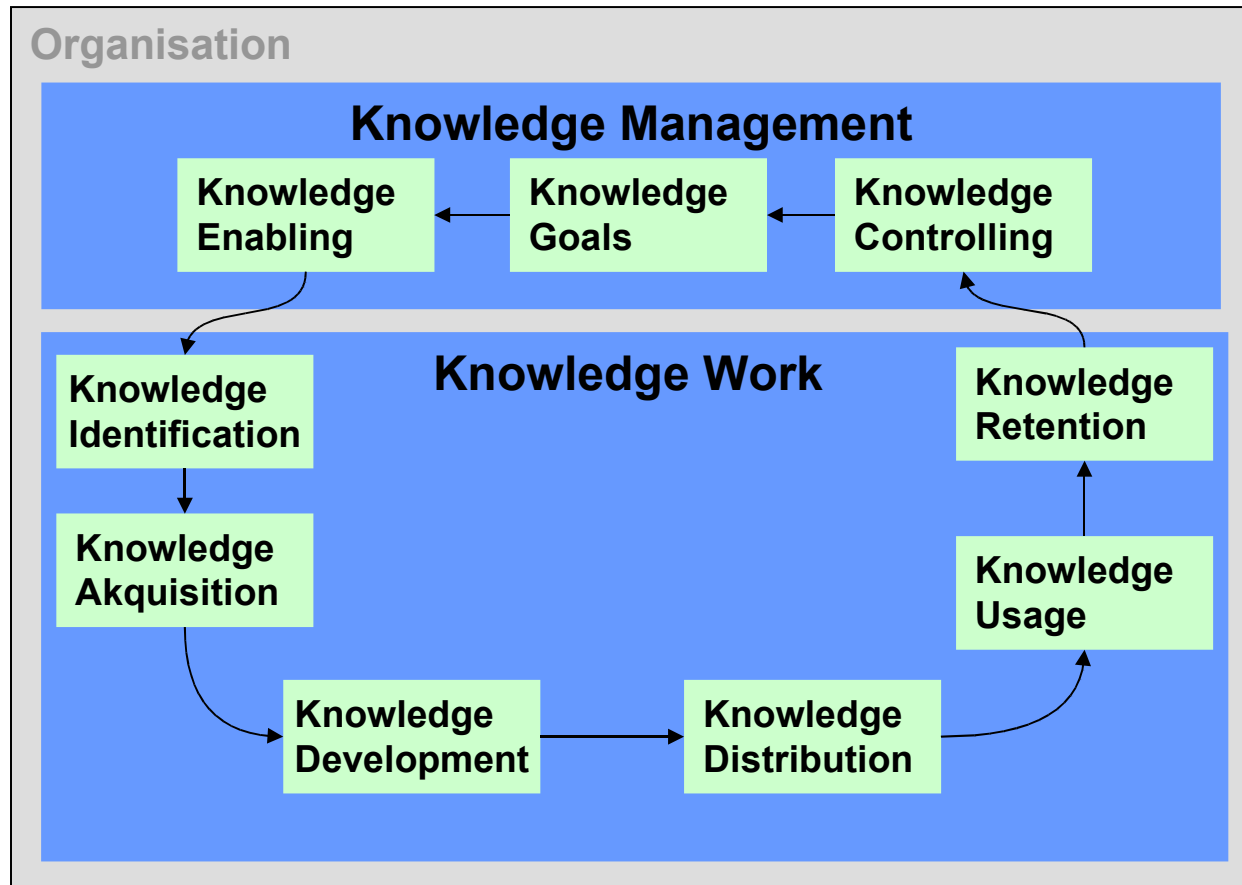 Organisation
Knowledge Management
Knowledge
Enabling
Knowledge
Goals
Knowledge
Controlling
Knowledge Work
Knowledge
Identification
Knowledge
Akquisition
Knowledge
Development
Knowledge
Distribution
Knowledge
Usage
Knowledge
Retention